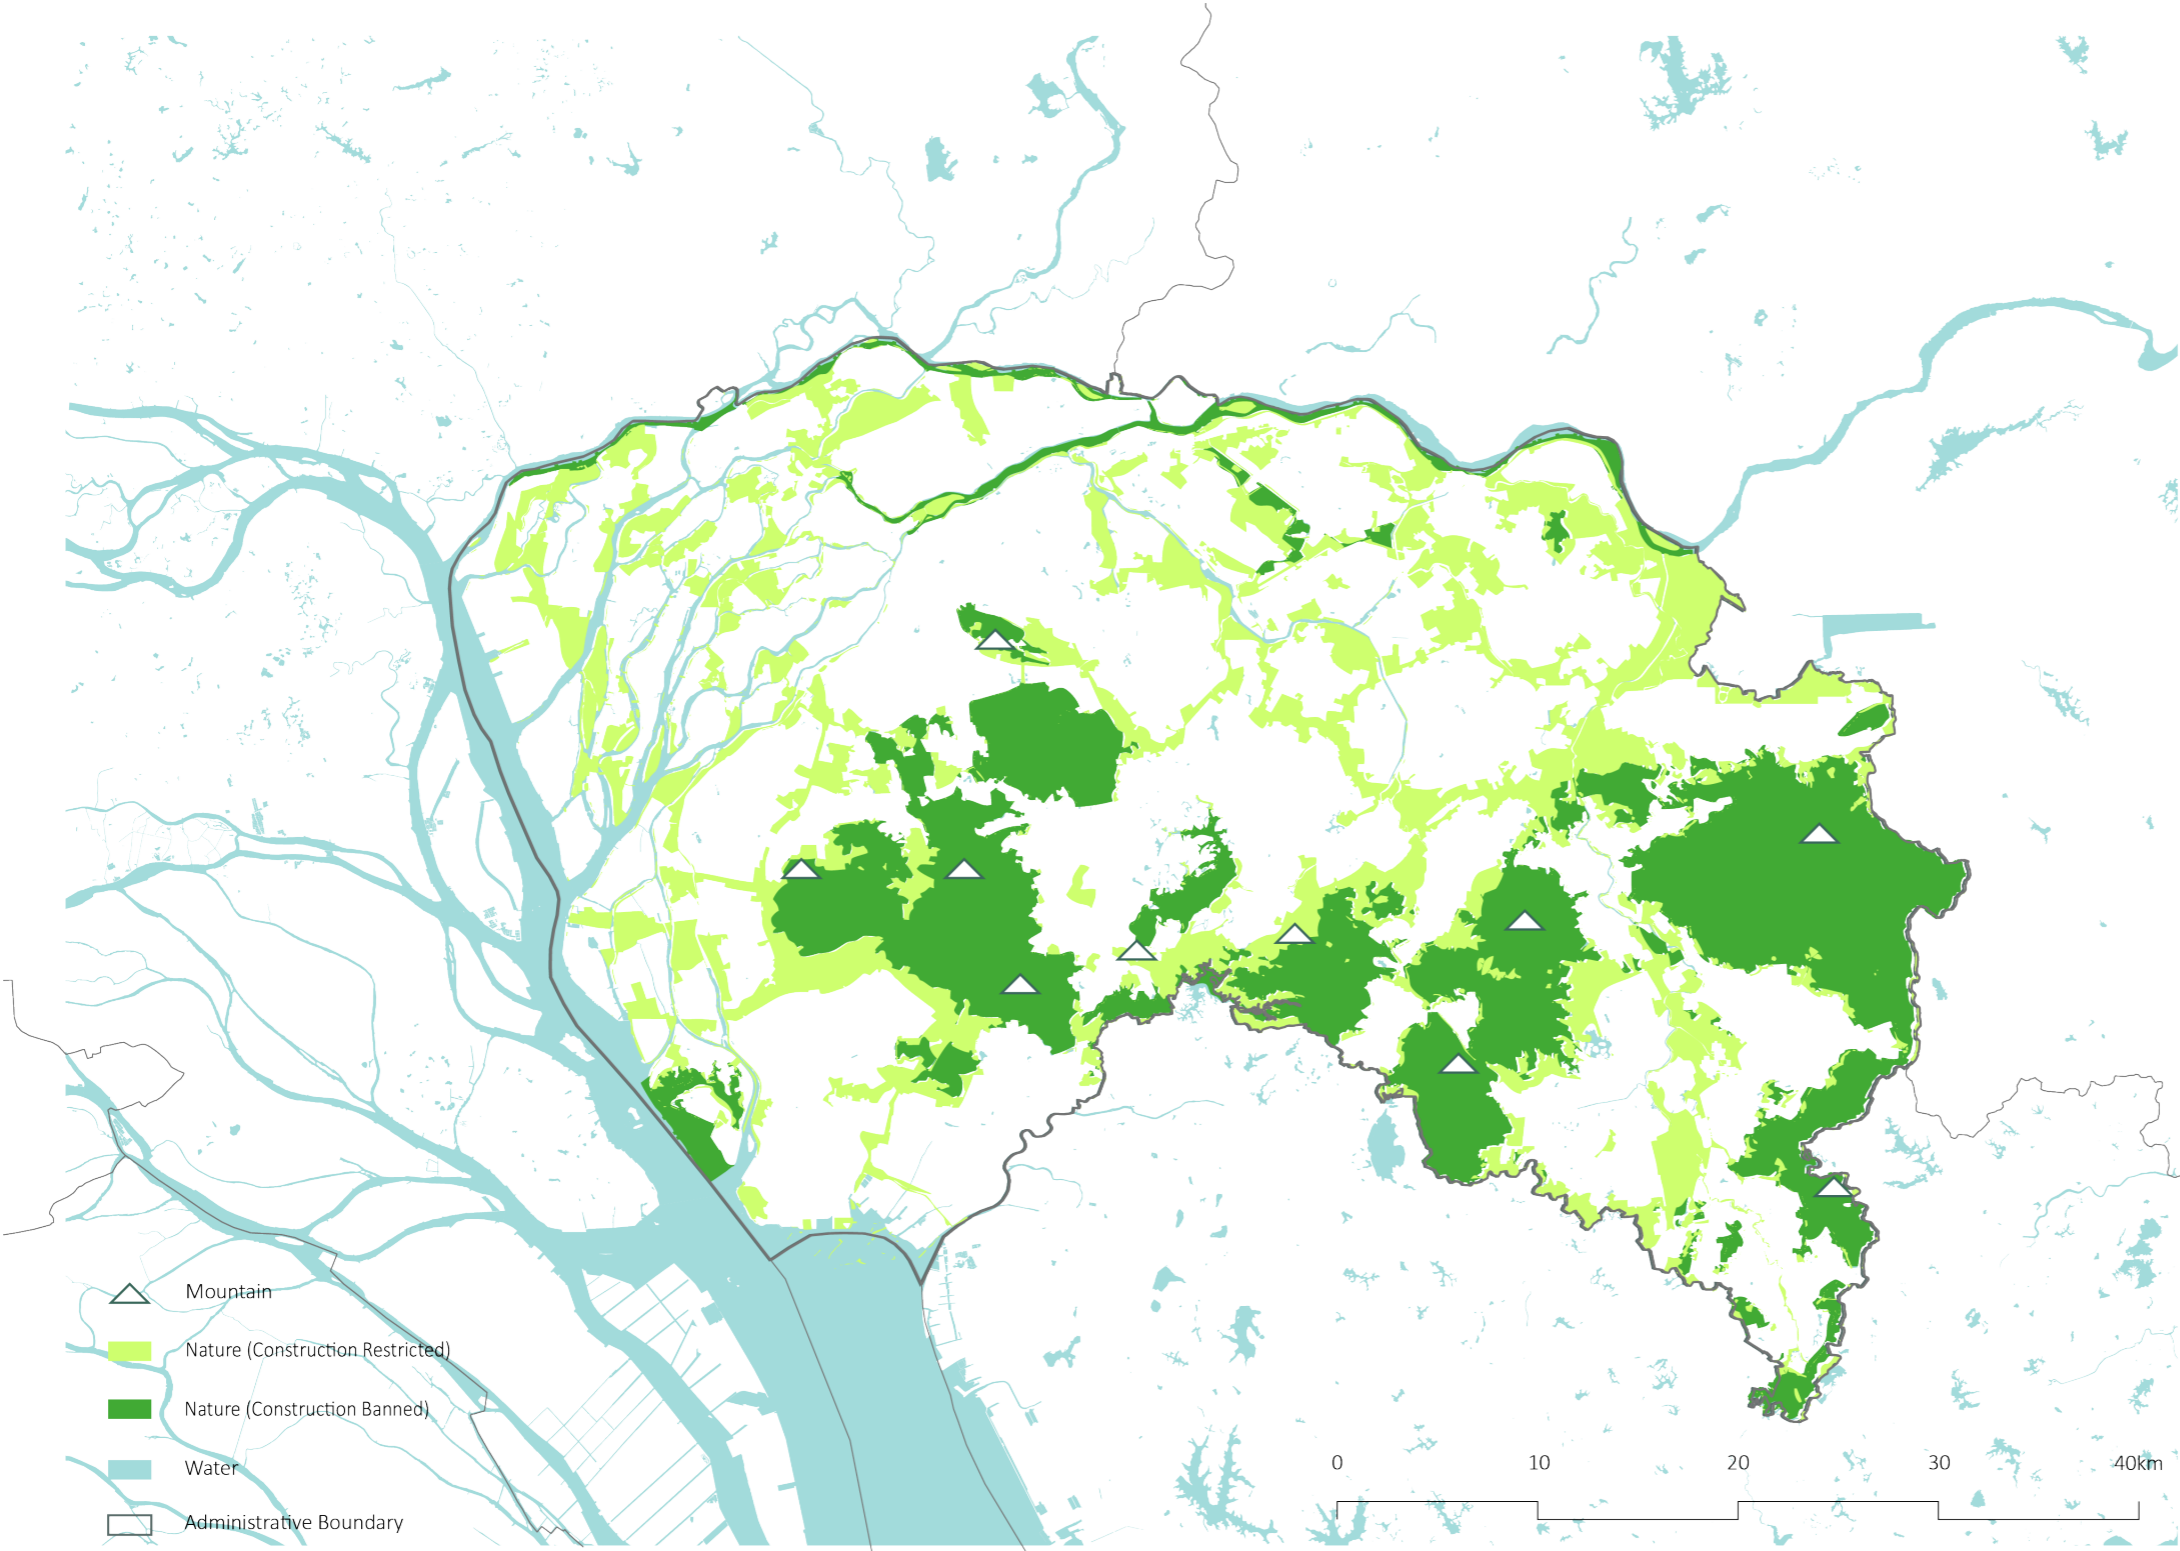 Mountain
Nature (Construction Restricted)
Nature (Construction Banned)
Water
Administrative Boundary
0 10 20 30 40km